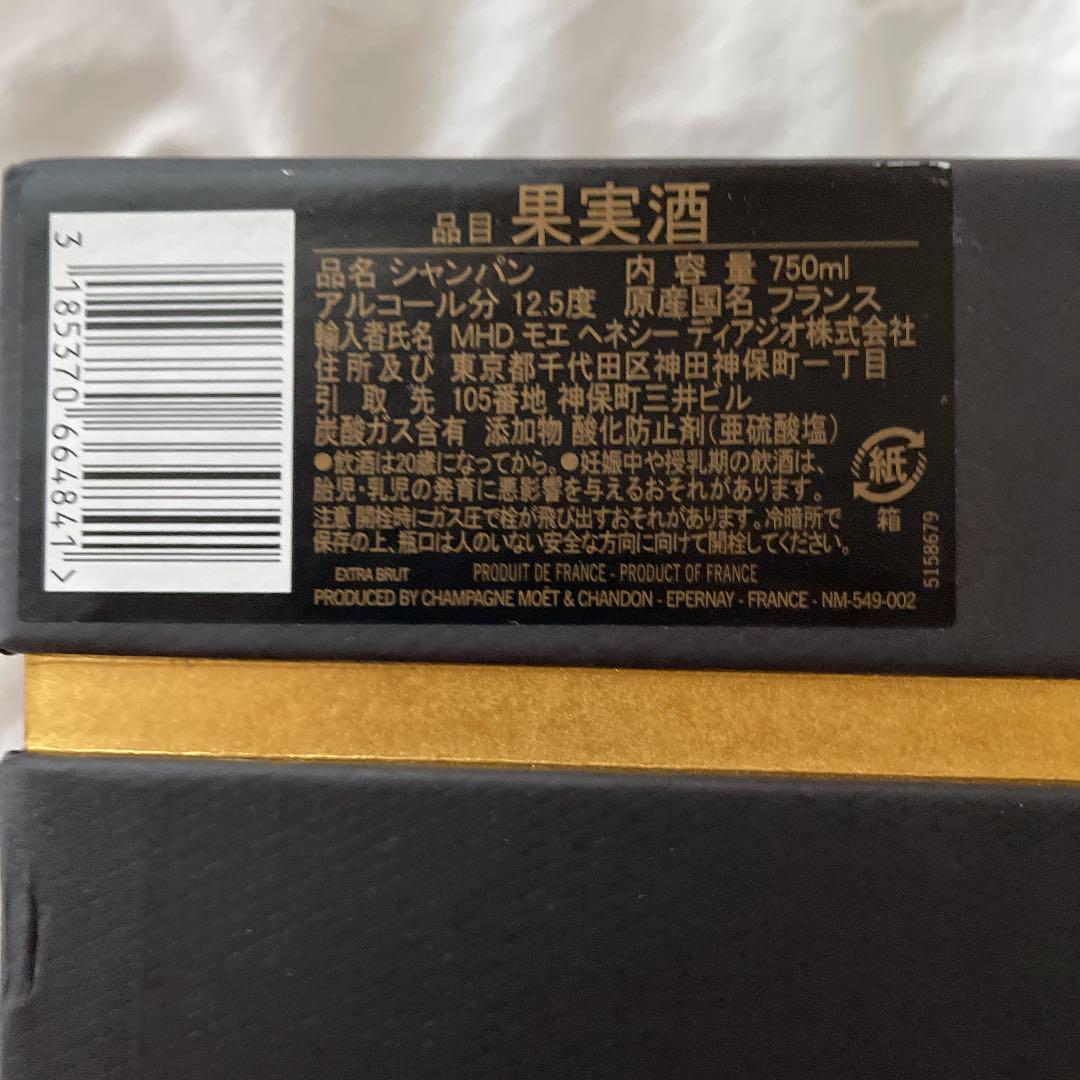 品目 果実酒
品名 シャンパン 内容量 750ml
アルコール分 12.5度 原産国名 フランス
輸入者氏名 MHD モエ ヘネシー ディアジオ株式会社
住所及び 東京都千代田区神田神保町一丁目
引取先 105番地 神保町三井ビル
炭酸ガス含有 添加物 酸化防止剤(亜硫酸塩)
●飲酒は20歳になってから。●妊娠中や授乳期の飲酒は、
胎児・乳児の発育に悪影響を与えるおそれがあります。
注意 開栓時にガス圧で栓が飛び出すおそれがあります。冷暗所で
保存の上、瓶口は人のいない安全な方向に向けて開栓してください。
EXTRA BRUT PRODUIT DE FRANCE - PRODUCT OF FRANCE
PRODUCED BY CHAMPAGNE MOËT & CHANDON - EPERNAY - FRANCE - NM-549-002
紙
箱
5158679
3 185370 664841 >